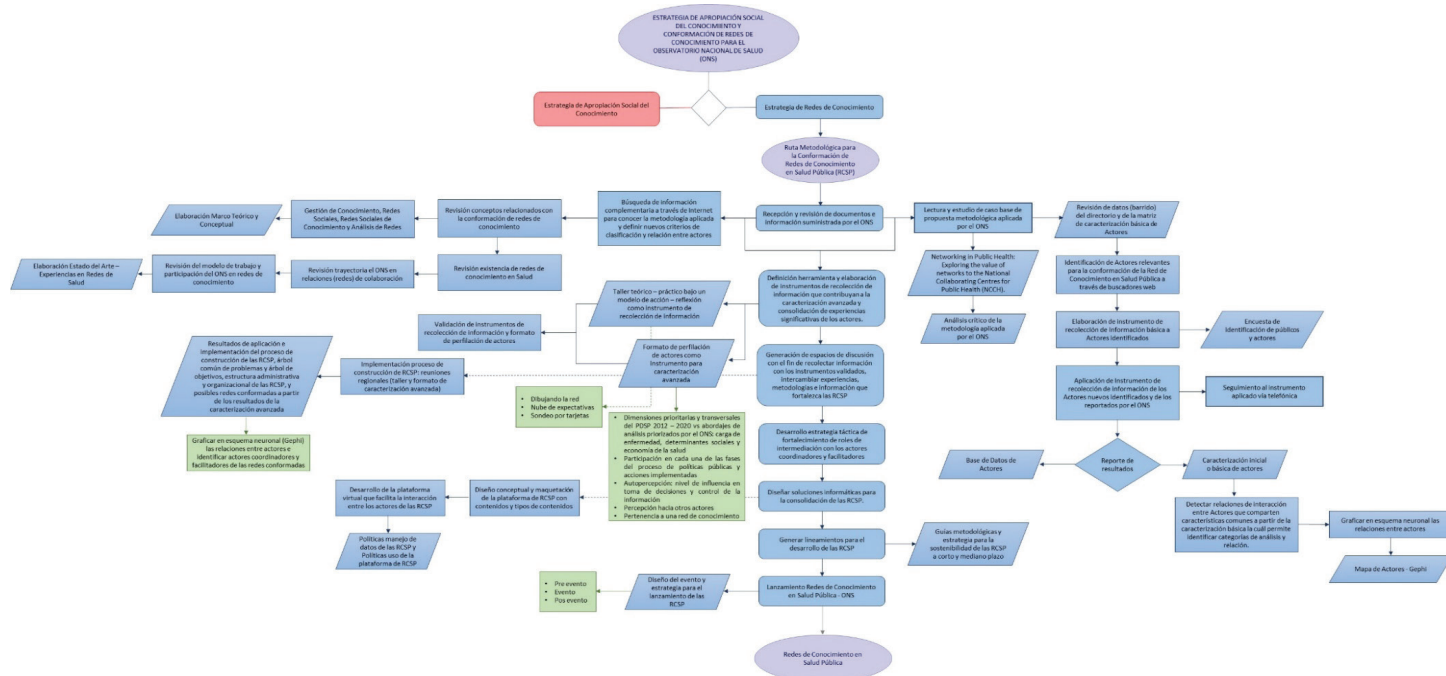 ESTRATEGIA DE APROPIACIÓN SOCIAL
DEL CONOCIMIENTO Y
CONFORMACIÓN DE REDES DE
CONOCIMIENTO PARA EL
OBSERVATORIO NACIONAL DE SALUD
(ONS)
Estrategia de Apropiación Social del
Conocimiento
Estrategia de Redes de Conocimiento
Ruta Metodológica para
la Conformación de
Redes de Conocimiento
en Salud Pública (RCSP)
Elaboración Marco Teórico y
Conceptual
Gestión de Conocimiento, Redes
Sociales, Redes Sociales de
Conocimiento y Análisis de Redes
Revisión conceptos relacionados con la
conformación de redes de
conocimiento
Búsqueda de información
complementaria a través de Internet
para conocer la metodología aplicada
y definir nuevos criterios de
clasificación y relación entre actores
Recepción y revisión de documentos e
información suministrada por el ONS
Lectura y estudio de caso base de
propuesta metodológica aplicada
por el ONS
Revisión de datos (barrido)
del directorio y de la matriz
de caracterización básica de
Actores
Elaboración Estado del Arte –
Experiencias en Redes de
Salud
Revisión del modelo de trabajo y
participación del ONS en redes de
conocimiento
Revisión trayectoria el ONS en
relaciones (redes) de colaboración
Revisión existencia de redes de
conocimiento en Salud
Networking in Public Health:
Exploring the value of
networks to the National
Collaborating Centres for
Public Health (NCCH).
Análisis crítico de la
metodología aplicada
por el ONS
Identificación de Actores relevantes
para la conformación de la Red de
Conocimiento en Salud Pública a
través de buscadores web
Elaboración de instrumento de
recolección de información básica a
Actores identificados
Encuesta de
identificación de públicos
y actores
Aplicación de Instrumento de
recolección de información de los
Actores nuevos identificados y de los
reportados por el ONS
Seguimiento al instrumento
aplicado vía telefónica
Reporte de
resultados
Base de Datos de
Actores
Caracterización inicial
o básica de actores
Detectar relaciones de interacción
entre Actores que comparten
características comunes a partir de la
caracterización básica la cuál permite
identificar categorías de análisis y
relación.
Graficar en esquema neuronal las
relaciones entre actores
Mapa de Actores - Gephi
Definición herramienta y elaboración
de instrumentos de recolección de
información que contribuyan a la
caracterización avanzada y
consolidación de experiencias
significativas de los actores.
Taller teórico – práctico bajo un
modelo de acción – reflexión
como instrumento de
recolección de información
Validación de instrumentos de
recolección de información y formato
de perfilación de actores
Formato de perfilación
de actores como
Instrumento para
caracterización
avanzada
Generación de espacios de discusión
con el fin de recolectar información
con los instrumentos validados.
Intercambiar experiencias,
metodologías e información que
fortalezca las RCSP
Implementación proceso de
construcción de RCSP: reuniones
regionales (taller y formato de
caracterización avanzada)
Resultados de aplicación e
implementación del proceso de
construcción de las RCSP, árbol
común de problemas y árbol de
objetivos, estructura administrativa
y organizacional de las RCSP, y
posibles redes conformadas a partir
de los resultados de la
caracterización avanzada
Graficar en esquema neuronal (Gephi)
las relaciones entre actores e
identificar actores coordinadores y
facilitadores de las redes conformadas
• Dibujando la red
• Nube de expectativas
• Sondeo por tarjetas
• Dimensiones prioritarias y transversales
del PDSP 2012 – 2020 vs abordajes de
análisis priorizados por el ONS: carga de
enfermedad, determinantes sociales y
economía de la salud
• Participación en cada una de las fases
del proceso de políticas públicas y
acciones implementadas
• Autopercepción: nivel de influencia en
toma de decisiones y control de la
información
• Percepción hacia otros actores
• Pertenencia a una red de conocimiento
Desarrollo estrategia táctica de
fortalecimiento de roles de
intermediación con los actores
coordinadores y facilitadores
Diseñar soluciones informáticas para
la consolidación de las RCSP.
Diseño conceptual y maquetación
de la plataforma de RCSP con
contenidos y tipos de contenidos
Desarrollo de la plataforma
virtual que facilita la interacción
entre los actores de las RCSP
Políticas manejo de
datos de las RCSP y
Políticas uso de la
plataforma de RCSP
Generar lineamientos para el
desarrollo de las RCSP
Guías metodológicas y
estrategia para la
sostenibilidad de las RCSP
a corto y mediano plazo
Lanzamiento Redes de Conocimiento
en Salud Pública - ONS
Diseño del evento y
estrategia para el
lanzamiento de las
RCSP
• Pre evento
• Evento
• Pos evento
Redes de Conocimiento en
Salud Pública